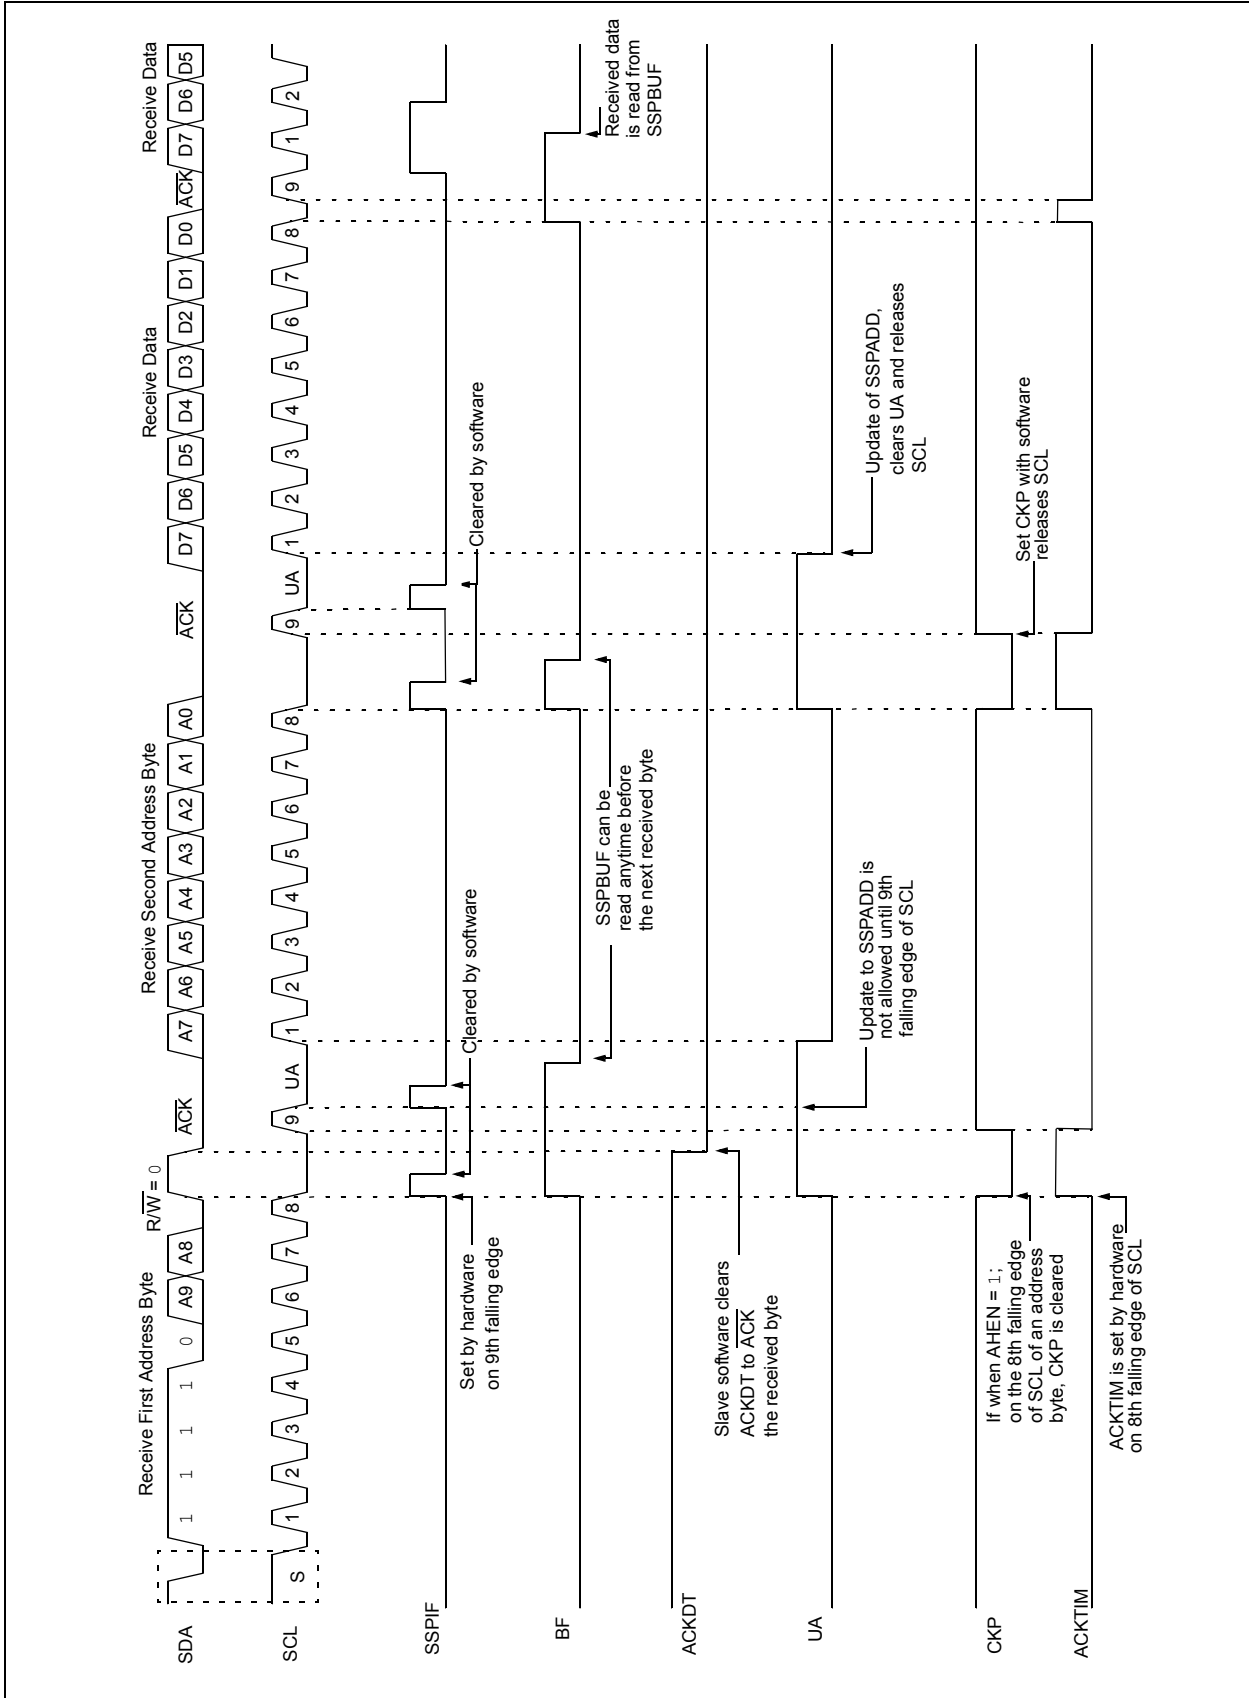 Receive First Address Byte
R/W = 0
ACK
Receive Second Address Byte
ACK
Receive Data
ACK
Receive Data
SDA
1 1 1 1 0 A9 A8
A7 A6 A5 A4 A3 A2 A1 A0
D7 D6 D5 D4 D3 D2 D1 D0
D7 D6 D5
SCL
S
1 2 3 4 5 6 7 8 9 UA
1 2 3 4 5 6 7 8 9 UA
1 2 3 4 5 6 7 8 9
1 2
SSPIF
Set by hardware
on 9th falling edge
Cleared by software
Cleared by software
BF
SSPBUF can be
read anytime before
the next received byte
Received data
is read from
SSPBUF
ACKDT
Slave software clears
ACKDT to ACK
the received byte
UA
Update to SSPADD is
not allowed until 9th
falling edge of SCL
Update of SSPADD,
clears UA and releases
SCL
CKP
If when AHEN = 1;
on the 8th falling edge
of SCL of an address
byte, CKP is cleared
Set CKP with software
releases SCL
ACKTIM
ACKTIM is set by hardware
on 8th falling edge of SCL